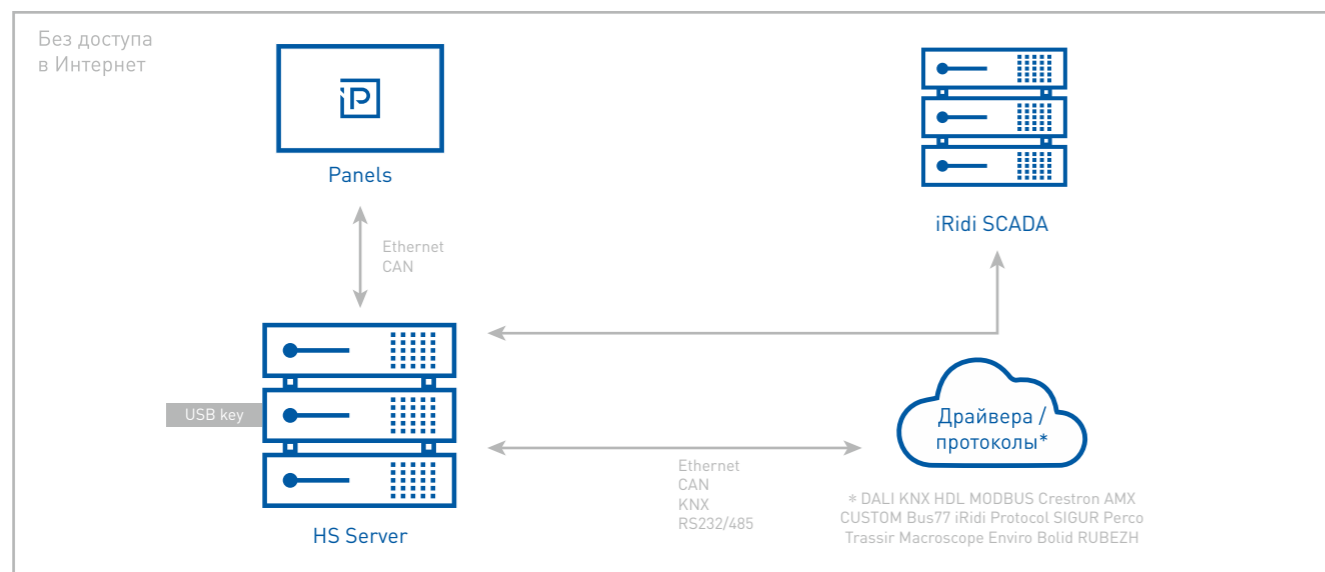 Без доступа
в Интернет
iP
Panels
iRidi SCADA
Ethernet
CAN
USB key
HS Server
Драйвера /
протоколы*
Ethernet
CAN
KNX
RS232/485
* DALI KNX HDL MODBUS Crestron AMX
CUSTOM Bus77 iRidi Protocol SIGUR Perco
Trassir Macroscope Enviro Bolid RUBEZH